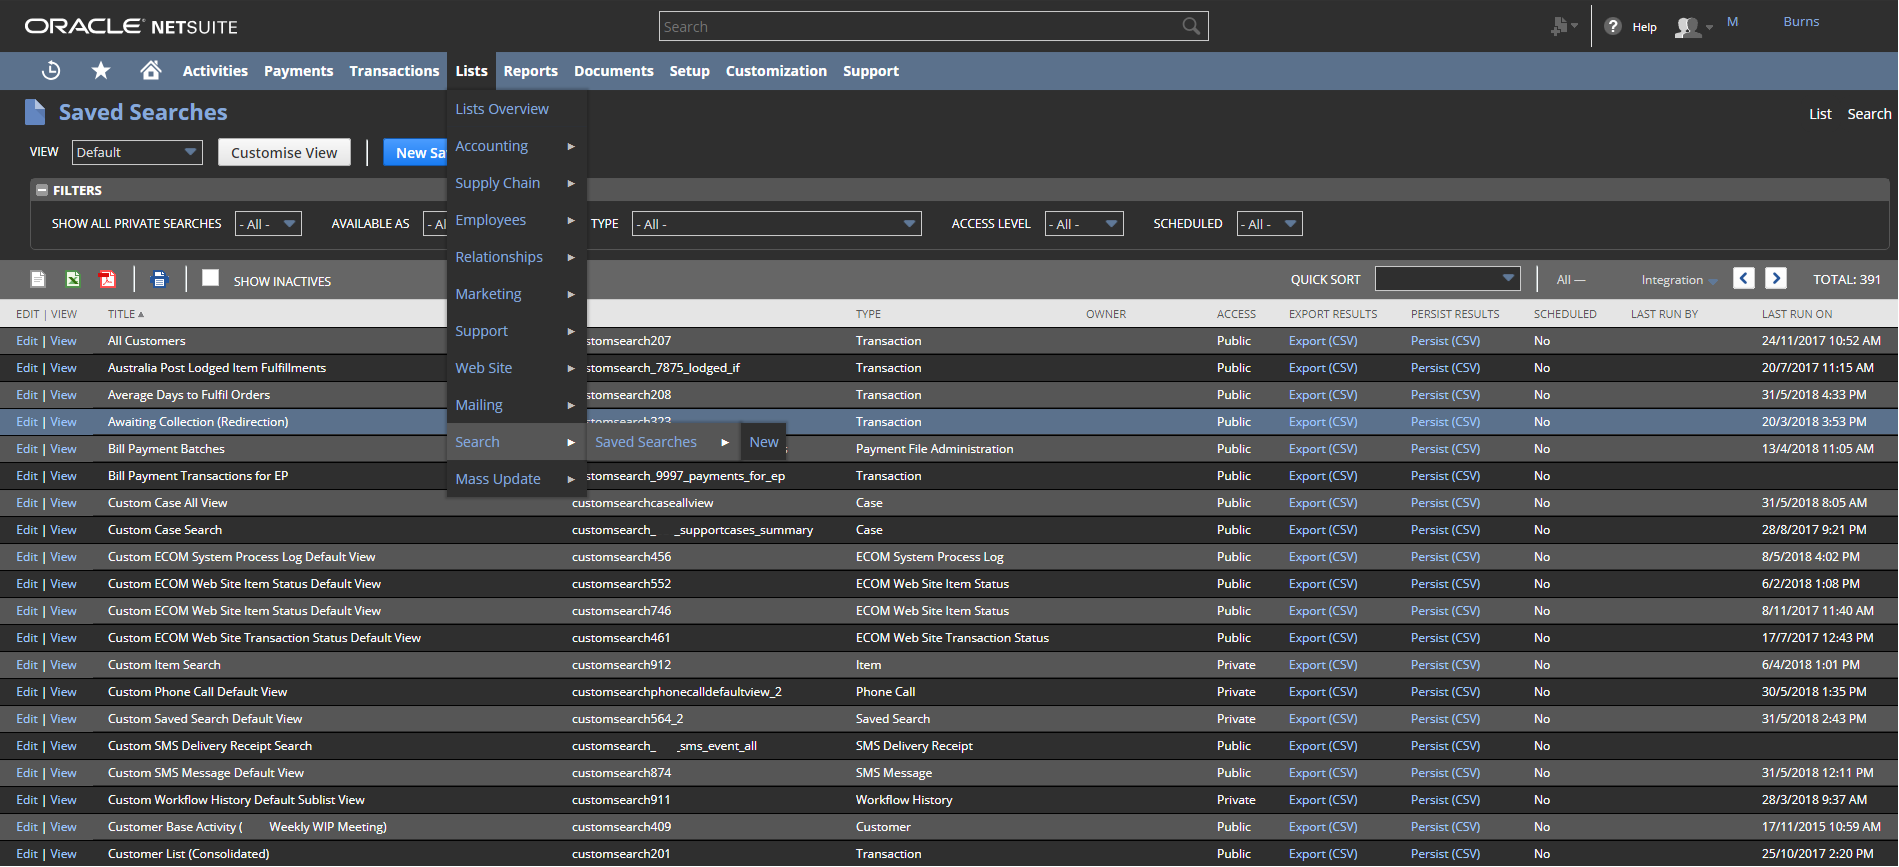 ORACLE NETSUITE
Search
Help
M Burns
Activities Payments Transactions Lists Reports Documents Setup Customization Support
Saved Searches
List Search
VIEW Default Customise View New Sa
Lists Overview
Accounting
Supply Chain
Employees
Relationships
Marketing
Support
Web Site
Mailing
Search
Mass Update
Saved Searches
New
FILTERS
SHOW ALL PRIVATE SEARCHES - All - AVAILABLE AS - Al TYPE - All - ACCESS LEVEL - All - SCHEDULED - All -
SHOW INACTIVES QUICK SORT All — Integration TOTAL: 391
EDIT | VIEW TITLE TYPE OWNER ACCESS EXPORT RESULTS PERSIST RESULTS SCHEDULED LAST RUN BY LAST RUN ON
Edit | View All Customers tomsearch207 Transaction Public Export (CSV) Persist (CSV) No 24/11/2017 10:52 AM
Edit | View Australia Post Lodged Item Fulfillments tomsearch_7875_lodged_if Transaction Public Export (CSV) Persist (CSV) No 20/7/2017 11:15 AM
Edit | View Average Days to Fulfil Orders tomsearch208 Transaction Public Export (CSV) Persist (CSV) No 31/5/2018 4:33 PM
Edit | View Awaiting Collection (Redirection) tomsearch323 Transaction Public Export (CSV) Persist (CSV) No 20/3/2018 3:53 PM
Edit | View Bill Payment Batches Payment File Administration Public Export (CSV) Persist (CSV) No 13/4/2018 11:05 AM
Edit | View Bill Payment Transactions for EP tomsearch_9997_payments_for_ep Transaction Public Export (CSV) Persist (CSV) No
Edit | View Custom Case All View customsearchcaseallview Case Public Export (CSV) Persist (CSV) No 31/5/2018 8:05 AM
Edit | View Custom Case Search customsearch_ _supportcases_summary Case Public Export (CSV) Persist (CSV) No 28/8/2017 9:21 PM
Edit | View Custom ECOM System Process Log Default View customsearch456 ECOM System Process Log Public Export (CSV) Persist (CSV) No 8/5/2018 4:02 PM
Edit | View Custom ECOM Web Site Item Status Default View customsearch552 ECOM Web Site Item Status Public Export (CSV) Persist (CSV) No 6/2/2018 1:08 PM
Edit | View Custom ECOM Web Site Item Status Default View customsearch746 ECOM Web Site Item Status Public Export (CSV) Persist (CSV) No 8/11/2017 11:40 AM
Edit | View Custom ECOM Web Site Transaction Status Default View customsearch461 ECOM Web Site Transaction Status Public Export (CSV) Persist (CSV) No 17/7/2017 12:43 PM
Edit | View Custom Item Search customsearch912 Item Private Export (CSV) Persist (CSV) No 6/4/2018 1:01 PM
Edit | View Custom Phone Call Default View customsearchphonecalldefaultview_2 Phone Call Private Export (CSV) Persist (CSV) No 30/5/2018 1:35 PM
Edit | View Custom Saved Search Default View customsearch564_2 Saved Search Private Export (CSV) Persist (CSV) No 31/5/2018 2:43 PM
Edit | View Custom SMS Delivery Receipt Search customsearch_ _sms_event_all SMS Delivery Receipt Public Export (CSV) Persist (CSV) No
Edit | View Custom SMS Message Default View customsearch874 SMS Message Public Export (CSV) Persist (CSV) No 31/5/2018 12:11 PM
Edit | View Custom Workflow History Default Sublist View customsearch911 Workflow History Private Export (CSV) Persist (CSV) No 28/3/2018 9:37 AM
Edit | View Customer Base Activity ( Weekly WIP Meeting) customsearch409 Customer Public Export (CSV) Persist (CSV) No 17/11/2015 10:59 AM
Edit | View Customer List (Consolidated) customsearch201 Transaction Public Export (CSV) Persist (CSV) No 25/10/2017 2:20 PM